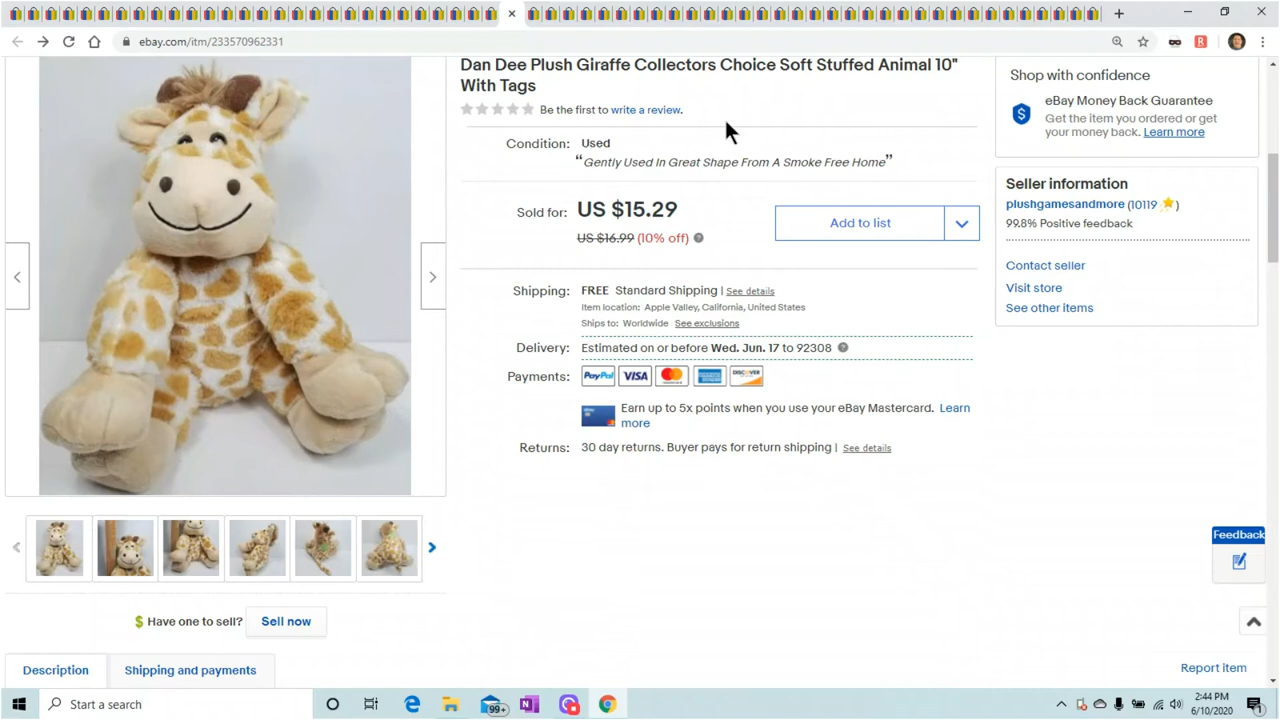 ebay.com/itm/233570962331
Dan Dee Plush Giraffe Collectors Choice Soft Stuffed Animal 10"
With Tags
Be the first to write a review.
Condition: Used
“Gently Used In Great Shape From A Smoke Free Home”
Sold for: US $15.29
US $16.99 (10% off)
Add to list
Shipping: FREE Standard Shipping | See details
Item location: Apple Valley, California, United States
Ships to: Worldwide See exclusions
Delivery: Estimated on or before Wed. Jun. 17 to 92308
Payments: PayPal VISA MasterCard AMERICAN EXPRESS DISCOVER
Earn up to 5x points when you use your eBay Mastercard. Learn
more
Returns: 30 day returns. Buyer pays for return shipping | See details
Shop with confidence
eBay Money Back Guarantee
Get the item you ordered or get
your money back. Learn more
Seller information
plushgamesandmore (10119 )
99.8% Positive feedback
Contact seller
Visit store
See other items
Feedback
$ Have one to sell? Sell now
Description
Shipping and payments
Report item
Start a search
99+
2:44 PM
6/10/2020